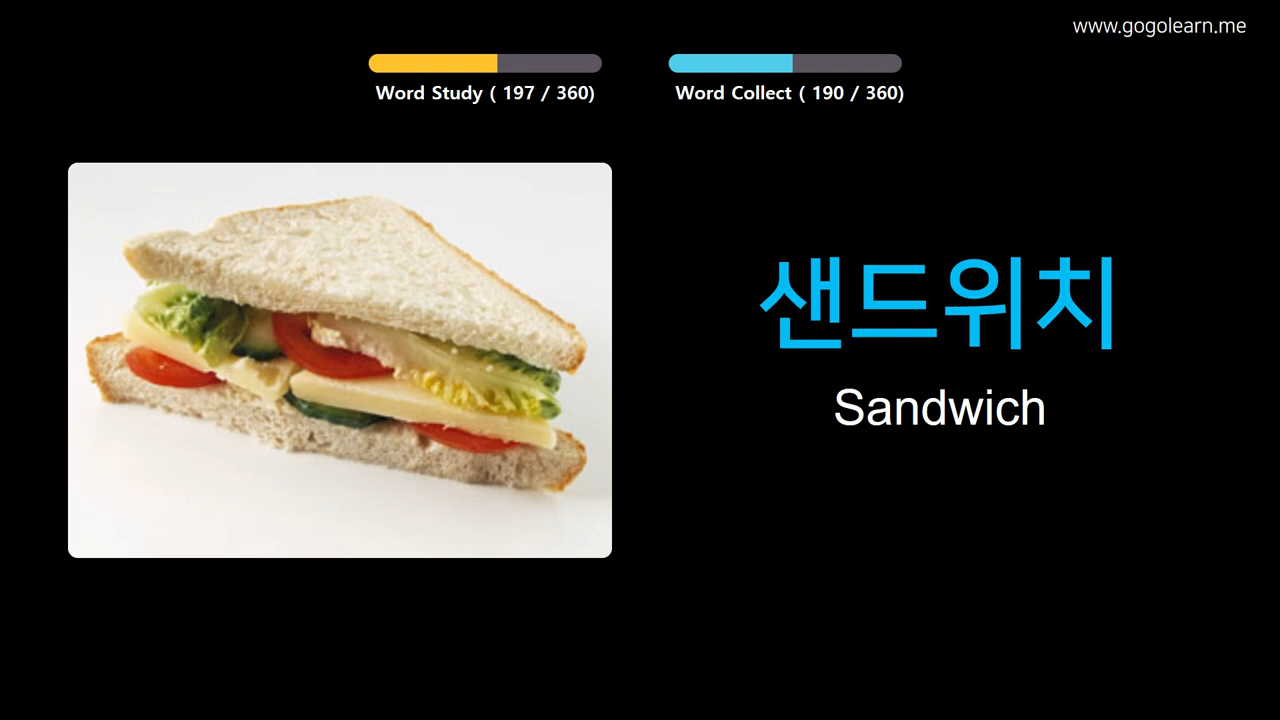 www.gogolearn.me
Word Study ( 197 / 360)
Word Collect ( 190 / 360)
샌드위치
Sandwich